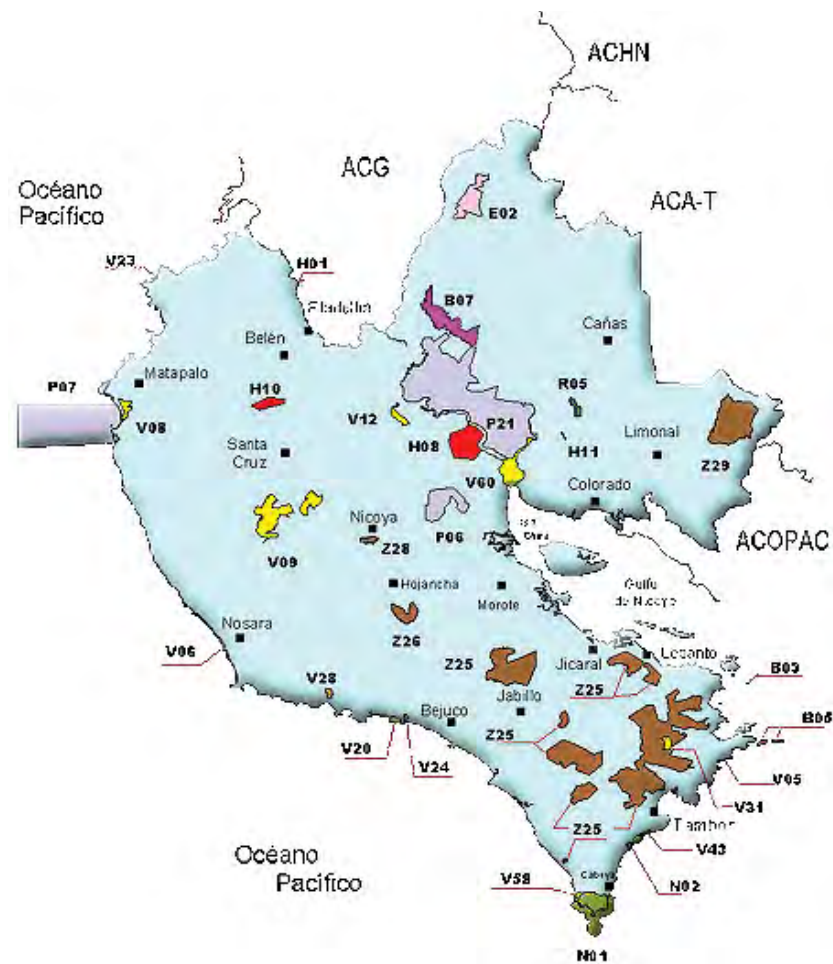 ACHN
ACG
Océano
Pacífico
ACA-T
E02
V23
H01
B07
Belén
Cañas
P07
Matapalo
H10
R05
V12
P21
V08
H08
H11
Limonal
Santa
Cruz
Z29
V60
Colorado
Nicoya
P06
ACOPAC
Z28
V09
Golfo
de Nicoya
Hojancha
Morote
Nosara
Z26
V06
Z25
Jicaral
Lepanto
Z25
B03
V28
Jabillo
Bejuco
B05
Z25
V20
V24
V05
V31
Z25
Tambor
V43
Océano
Pacífico
V58
Cabuya
N02
N01